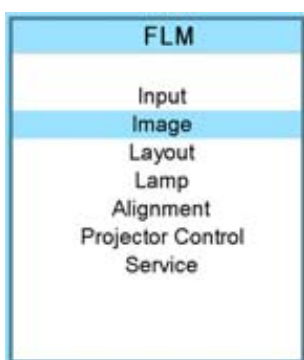 FLM
Input
Image
Layout
Lamp
Alignment
Projector Control
Service